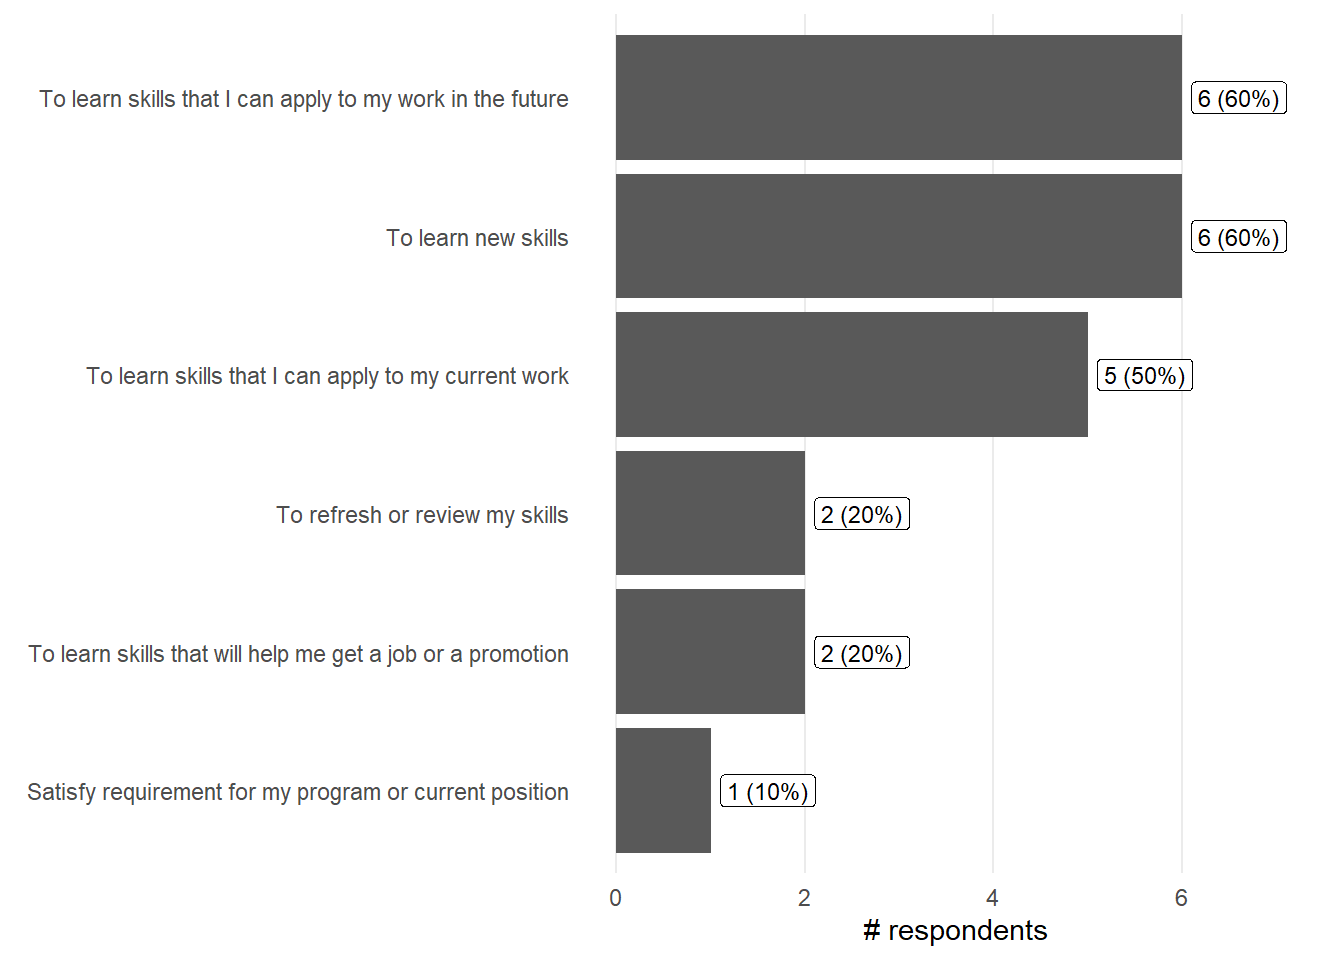 To learn skills that I can apply to my work in the future
6 (60%)
To learn new skills
6 (60%)
To learn skills that I can apply to my current work
5 (50%)
To refresh or review my skills
2 (20%)
To learn skills that will help me get a job or a promotion
2 (20%)
Satisfy requirement for my program or current position
1 (10%)
0 2 4 6
# respondents